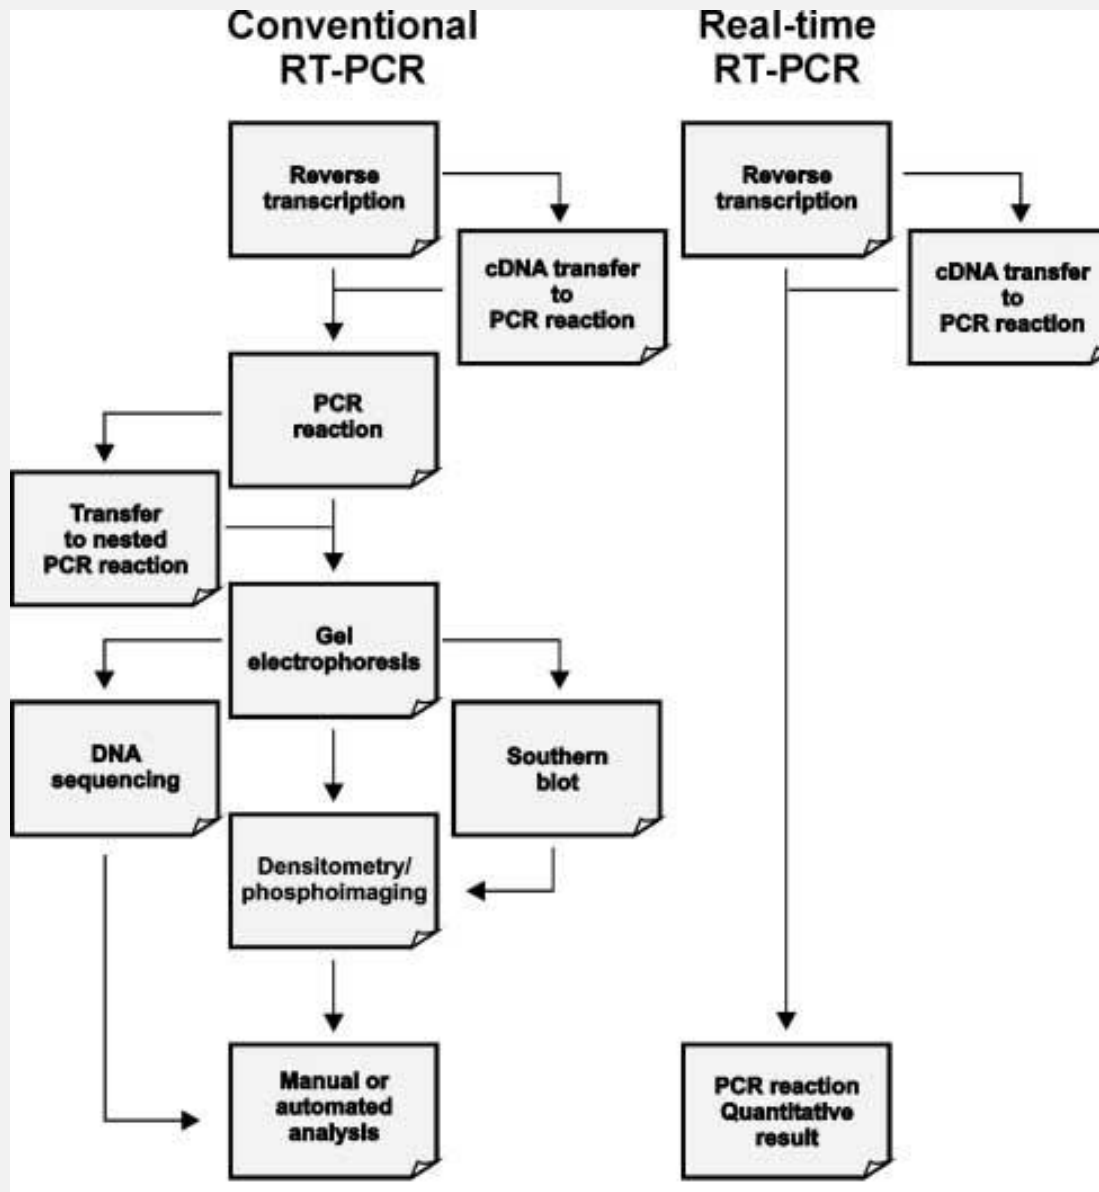 Conventional
RT-PCR
Real-time
RT-PCR
Reverse
transcription
cDNA transfer
to
PCR reaction
PCR
reaction
Transfer
to nested
PCR reaction
Gel
electrophoresis
DNA
sequencing
Southern
blot
Densitometry/
phosphoimaging
Manual or
automated
analysis
Reverse
transcription
cDNA transfer
to
PCR reaction
PCR reaction
Quantitative
result